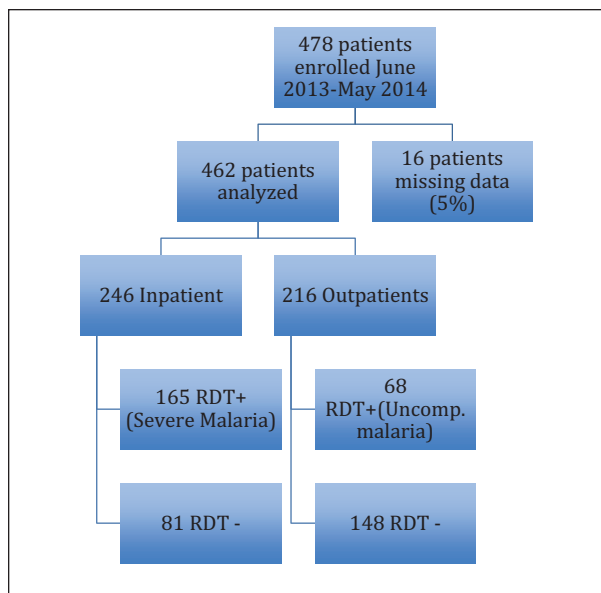 478 patients
enrolled June
2013-May 2014
462 patients
analyzed
16 patients
missing data
(5%)
246 Inpatient
216 Outpatients
165 RDT+
(Severe Malaria)
68
RDT+(Uncomp.
malaria)
81 RDT -
148 RDT -